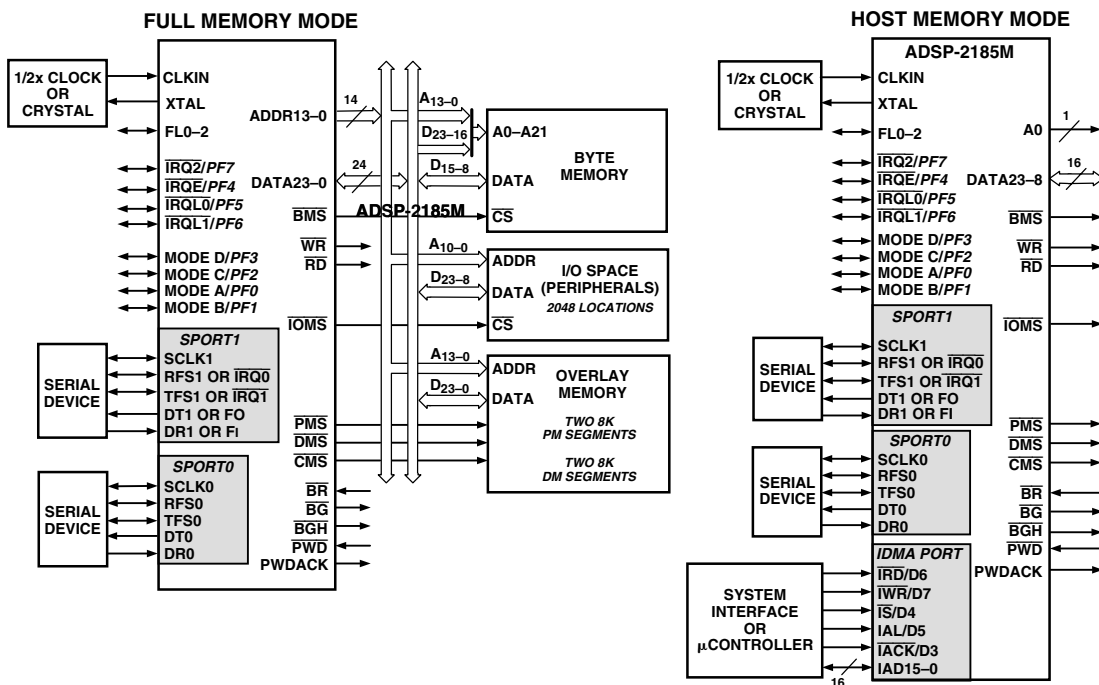 FULL MEMORY MODE
1/2x CLOCK
OR
CRYSTAL
CLKIN
XTAL
FL0–2
IRQ2/PF7
IRQE/PF4
IRQL0/PF5
IRQL1/PF6
MODE D/PF3
MODE C/PF2
MODE A/PF0
MODE B/PF1
SPORT1
SERIAL
DEVICE
SCLK1
RFS1 OR IRQ0
TFS1 OR IRQ1
DT1 OR FO
DR1 OR FI
SPORT0
SERIAL
DEVICE
SCLK0
RFS0
TFS0
DT0
DR0
14
ADDR13–0
24
DATA23–0
ADSP-2185M
BMS
WR
RD
IOMS
PMS
DMS
CMS
BR
BG
BGH
PWD
PWDACK
A13–0
D23–16
D15–8
A0–A21
BYTE
MEMORY
DATA
CS
A10–0
D23–8
ADDR
I/O SPACE
(PERIPHERALS)
2048 LOCATIONS
DATA
CS
A13–0
D23–0
ADDR
OVERLAY
MEMORY
DATA
TWO 8K
PM SEGMENTS
TWO 8K
DM SEGMENTS
HOST MEMORY MODE
ADSP-2185M
1/2x CLOCK
OR
CRYSTAL
CLKIN
XTAL
FL0–2
IRQ2/PF7
IRQE/PF4
IRQL0/PF5
IRQL1/PF6
MODE D/PF3
MODE C/PF2
MODE A/PF0
MODE B/PF1
SPORT1
SERIAL
DEVICE
SCLK1
RFS1 OR IRQ0
TFS1 OR IRQ1
DT1 OR FO
DR1 OR FI
SPORT0
SERIAL
DEVICE
SCLK0
RFS0
TFS0
DT0
DR0
IDMA PORT
SYSTEM
INTERFACE
OR
µCONTROLLER
IRD/D6
IWR/D7
IS/D4
IAL/D5
IACK/D3
IAD15–0
16
1
A0
16
DATA23–8
BMS
WR
RD
IOMS
PMS
DMS
CMS
BR
BG
BGH
PWD
PWDACK